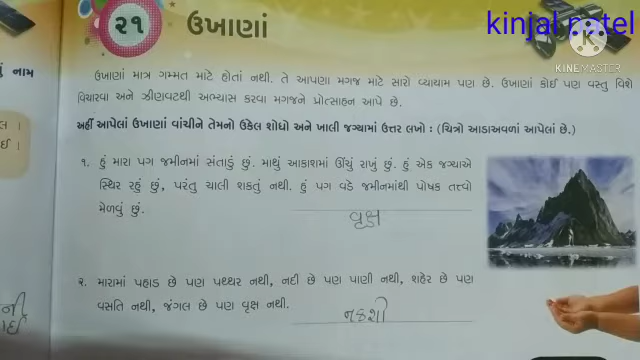 kinjal patel
KINEMASTER
૨૧ ઉખાણાં
નામ
ઉખાણાં માત્ર ગમ્મત માટે હોતાં નથી. તે આપણા મગજ માટે સારો વ્યાયામ પણ છે. ઉખાણાં કોઈ પણ વસ્તુ વિશે
વિચારવા અને ઝીણવટથી અભ્યાસ કરવા મગજને પ્રોત્સાહન આપે છે.
અહીં આપેલાં ઉખાણાં વાંચીને તેમનો ઉકેલ શોધો અને ખાલી જગ્યામાં ઉત્તર લખો : (ચિત્રો આડાઅવળાં આપેલાં છે.)
૧. હું મારા પગ જમીનમાં સંતાડું છું. માથું આકાશમાં ઊંચું રાખું છું. હું એક જગ્યાએ
સ્થિર રહું છું, પરંતુ ચાલી શકતું નથી. હું પગ વડે જમીનમાંથી પોષક તત્ત્વો
મેળવું છું.
વૃક્ષ
૨. મારામાં પહાડ છે પણ પથ્થર નથી, નદી છે પણ પાણી નથી, શહેર છે પણ
વસતિ નથી, જંગલ છે પણ વૃક્ષ નથી.
નકશો